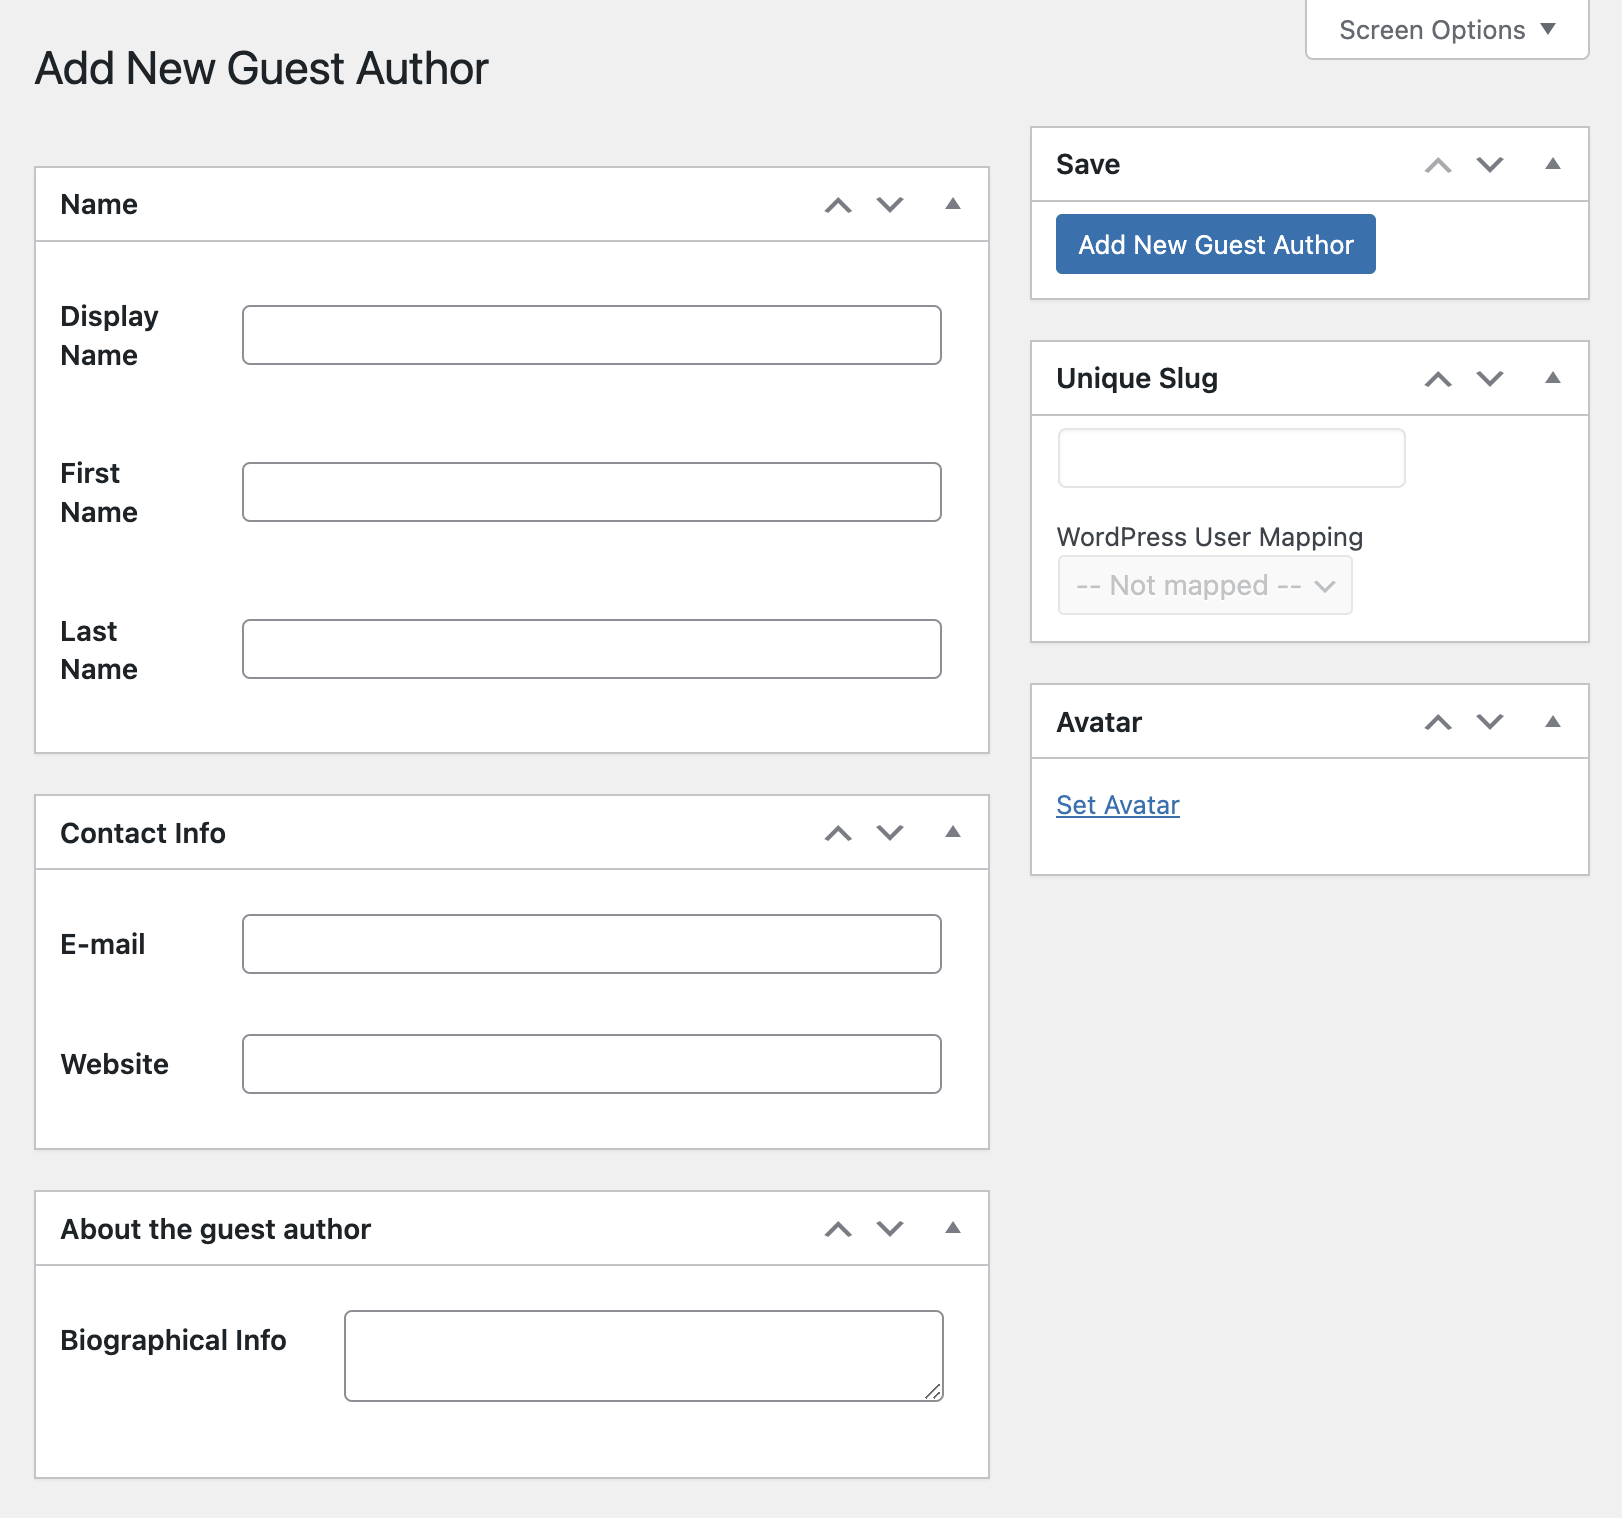 Screen Options
Add New Guest Author
Name
Display
Name
First
Name
Last
Name
Contact Info
E-mail
Website
About the guest author
Biographical Info
Save
Add New Guest Author
Unique Slug
WordPress User Mapping
-- Not mapped --
Avatar
Set Avatar